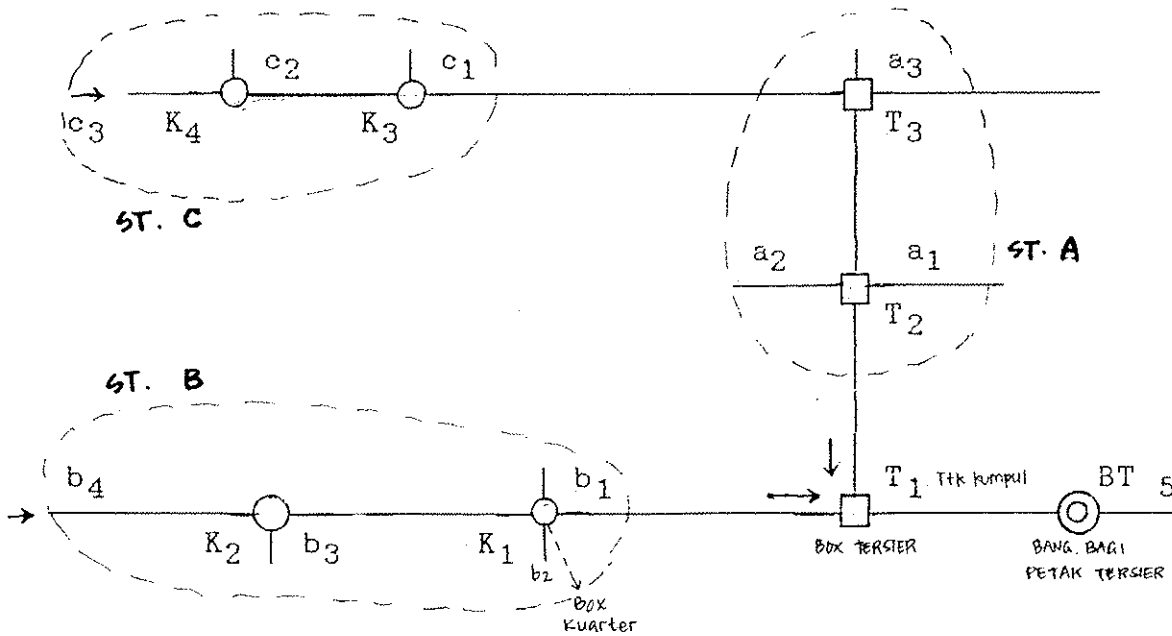 c₂ c₁ a₃
c₃ K₄ K₃ T₃
ST. C
a₂ a₁ ST. A
T₂
ST. B
b₄ b₁ T₁ Ttk kumpul BT 5
K₂ b₃ K₁ b₂
BOX TERSIER
BANG. BAGI
PETAK TERSIER
BOX
Kuarter